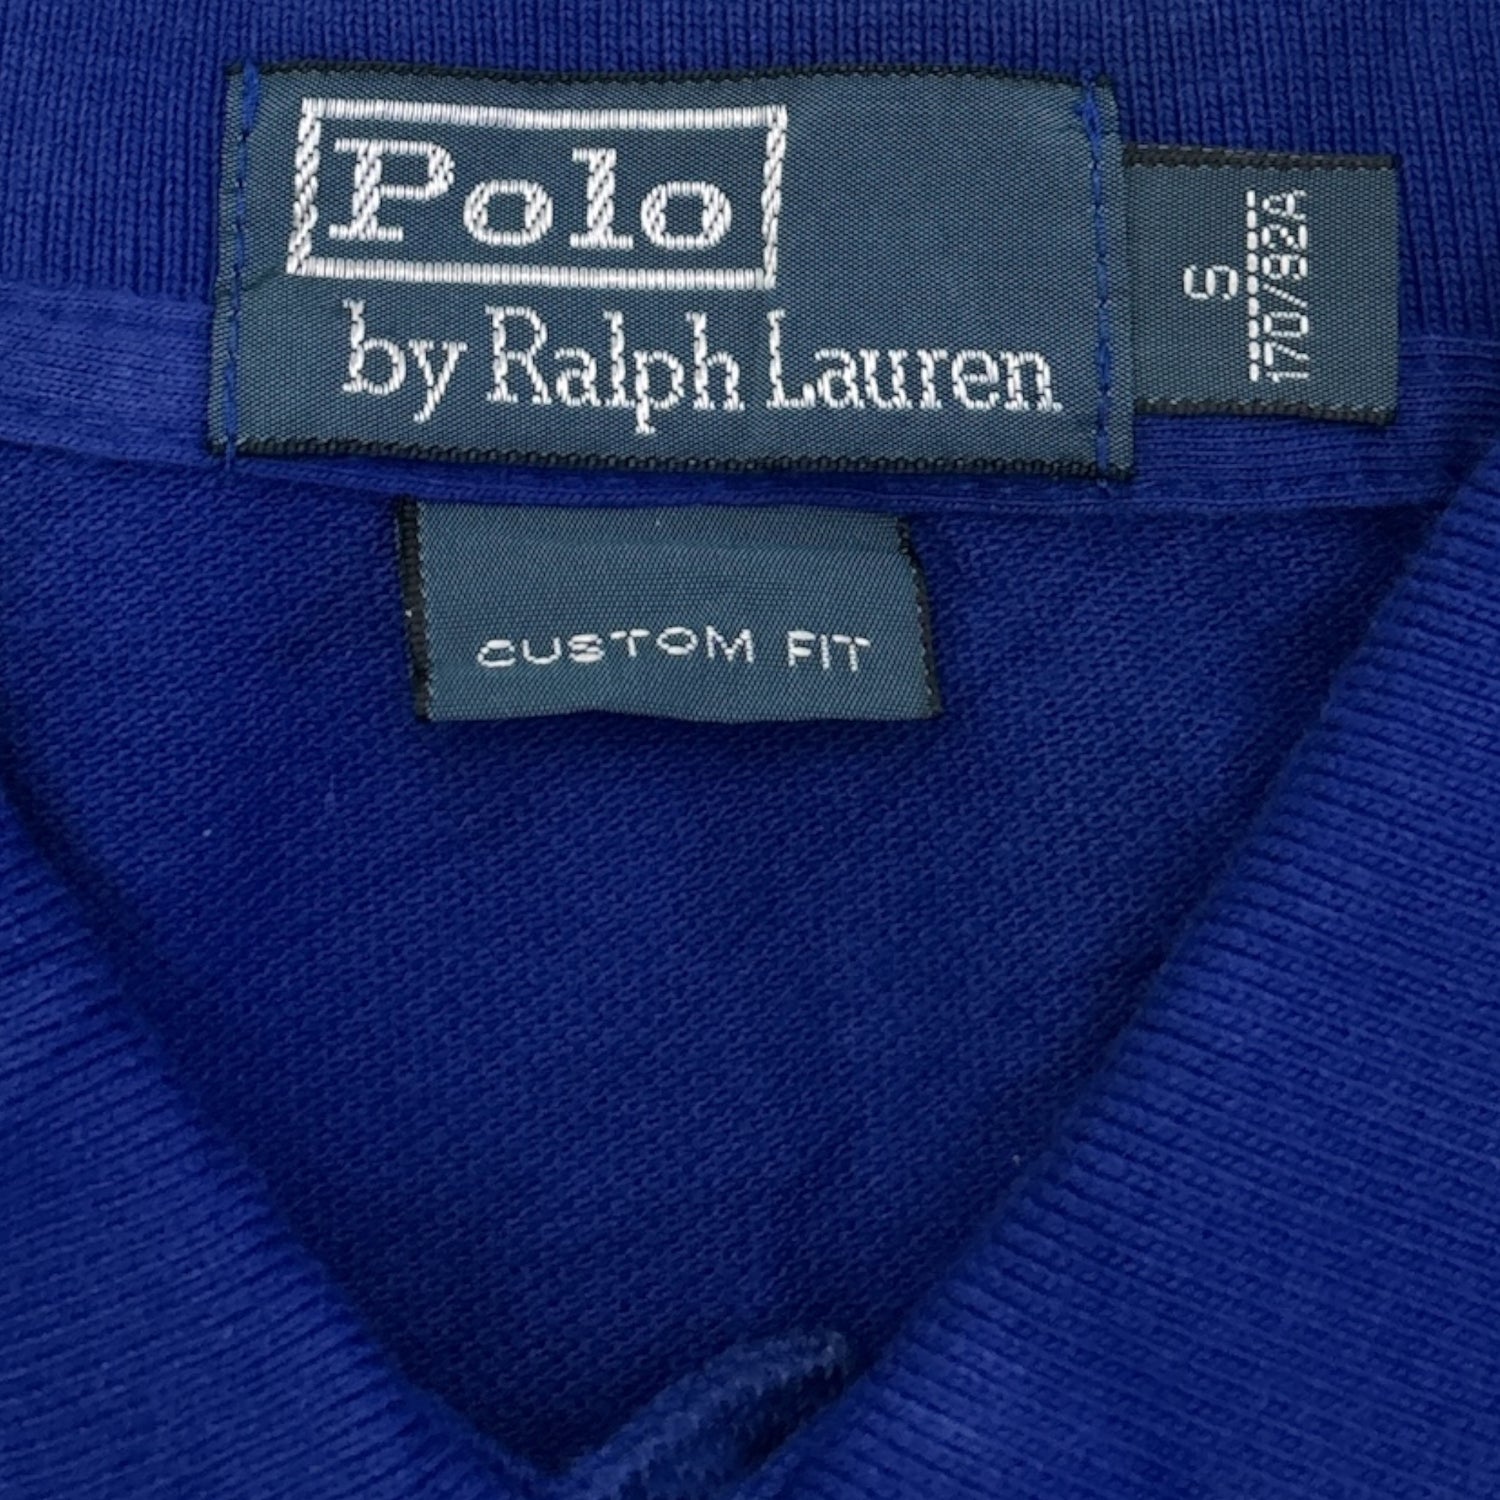 Polo
by Ralph Lauren
S
170/92A
CUSTOM FIT